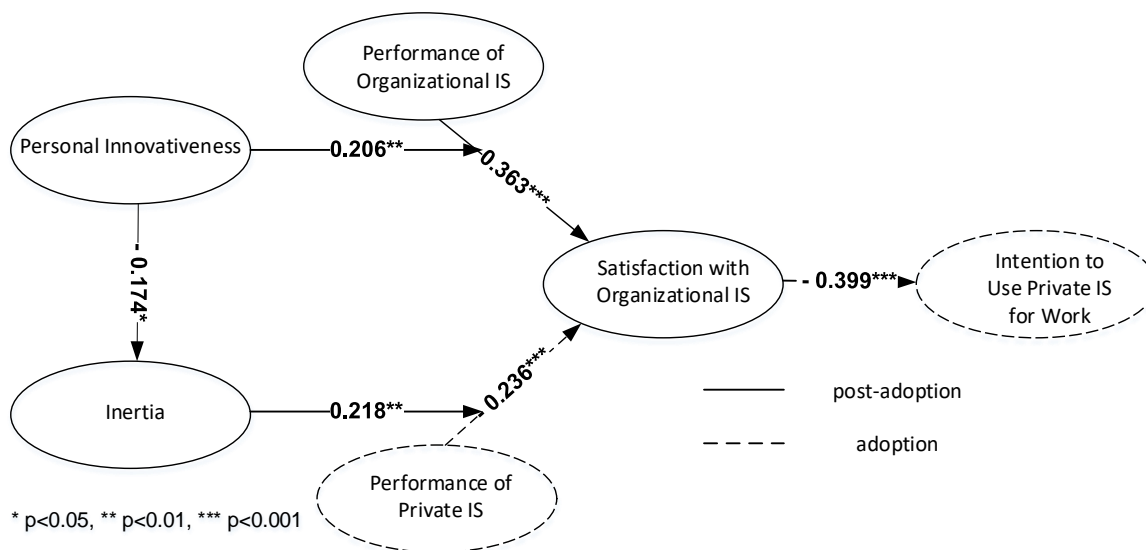 Performance of
Organizational IS
Personal Innovativeness
0.206**
0.363***
- 0.174*
Satisfaction with
Organizational IS
- 0.399***
Intention to
Use Private IS
for Work
0.236***
Inertia
0.218**
post-adoption
adoption
Performance of
Private IS
* p<0.05, ** p<0.01, *** p<0.001